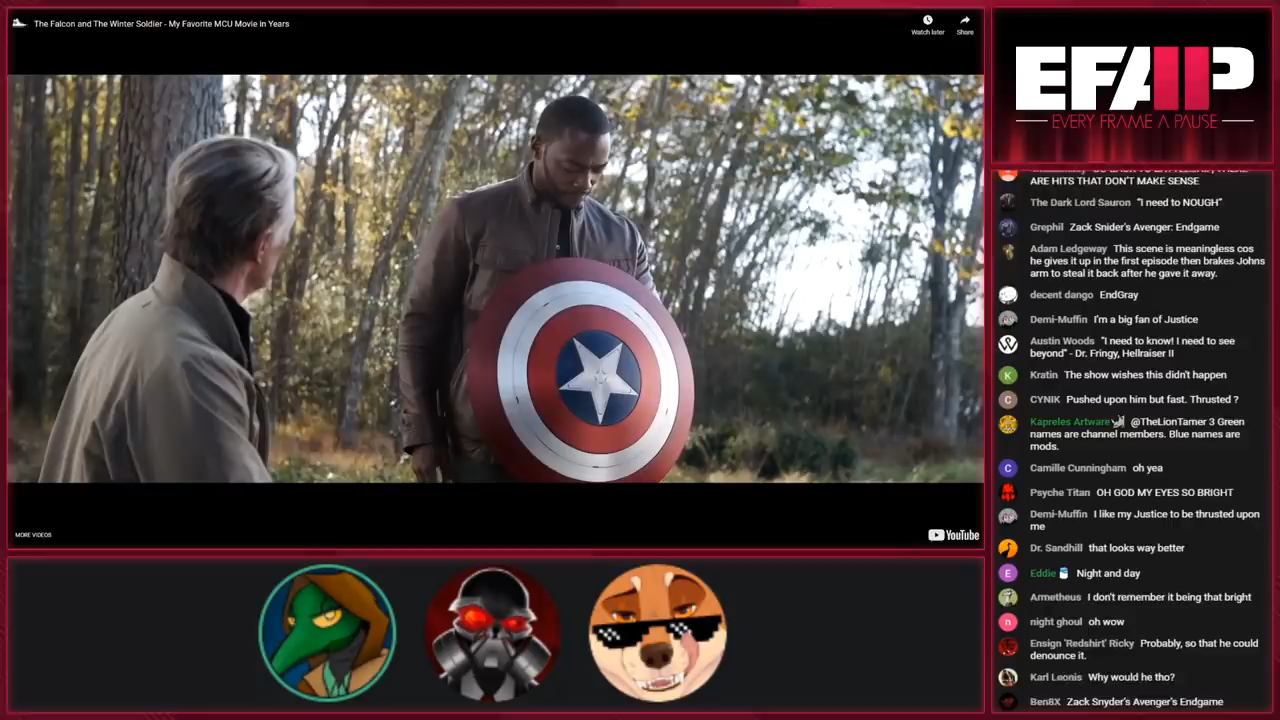 The Falcon and The Winter Soldier - My Favorite MCU Movie in Years
Watch later
Share
MORE VIDEOS
YouTube
EFAP
EVERY FRAME A PAUSE
ARE HITS THAT DON'T MAKE SENSE
The Dark Lord Sauron "I need to NOUGH"
Grephil Zack Snider's Avenger: Endgame
Adam Ledgeway This scene is meaningless cos
he gives it up in the first episode then brakes Johns
arm to steal it back after he gave it away.
decent dango EndGray
Demi-Muffin I'm a big fan of Justice
Austin Woods "I need to know! I need to see
beyond" - Dr. Fringy, Hellraiser II
K
Kratin The show wishes this didn't happen
C
CYNIK Pushed upon him but fast. Thrusted ?
Kapreles Artware @TheLionTamer 3 Green
names are channel members. Blue names are
mods.
C
Camille Cunningham oh yea
Psyche Titan OH GOD MY EYES SO BRIGHT
Demi-Muffin I like my Justice to be thrusted upon
me
Dr. Sandhill that looks way better
E
Eddie Night and day
Armetheus I don't remember it being that bright
n
night ghoul oh wow
Ensign 'Redshirt' Ricky Probably, so that he could
denounce it.
Karl Leonis Why would he tho?
Ben8X Zack Snyder's Avenger's Endgame